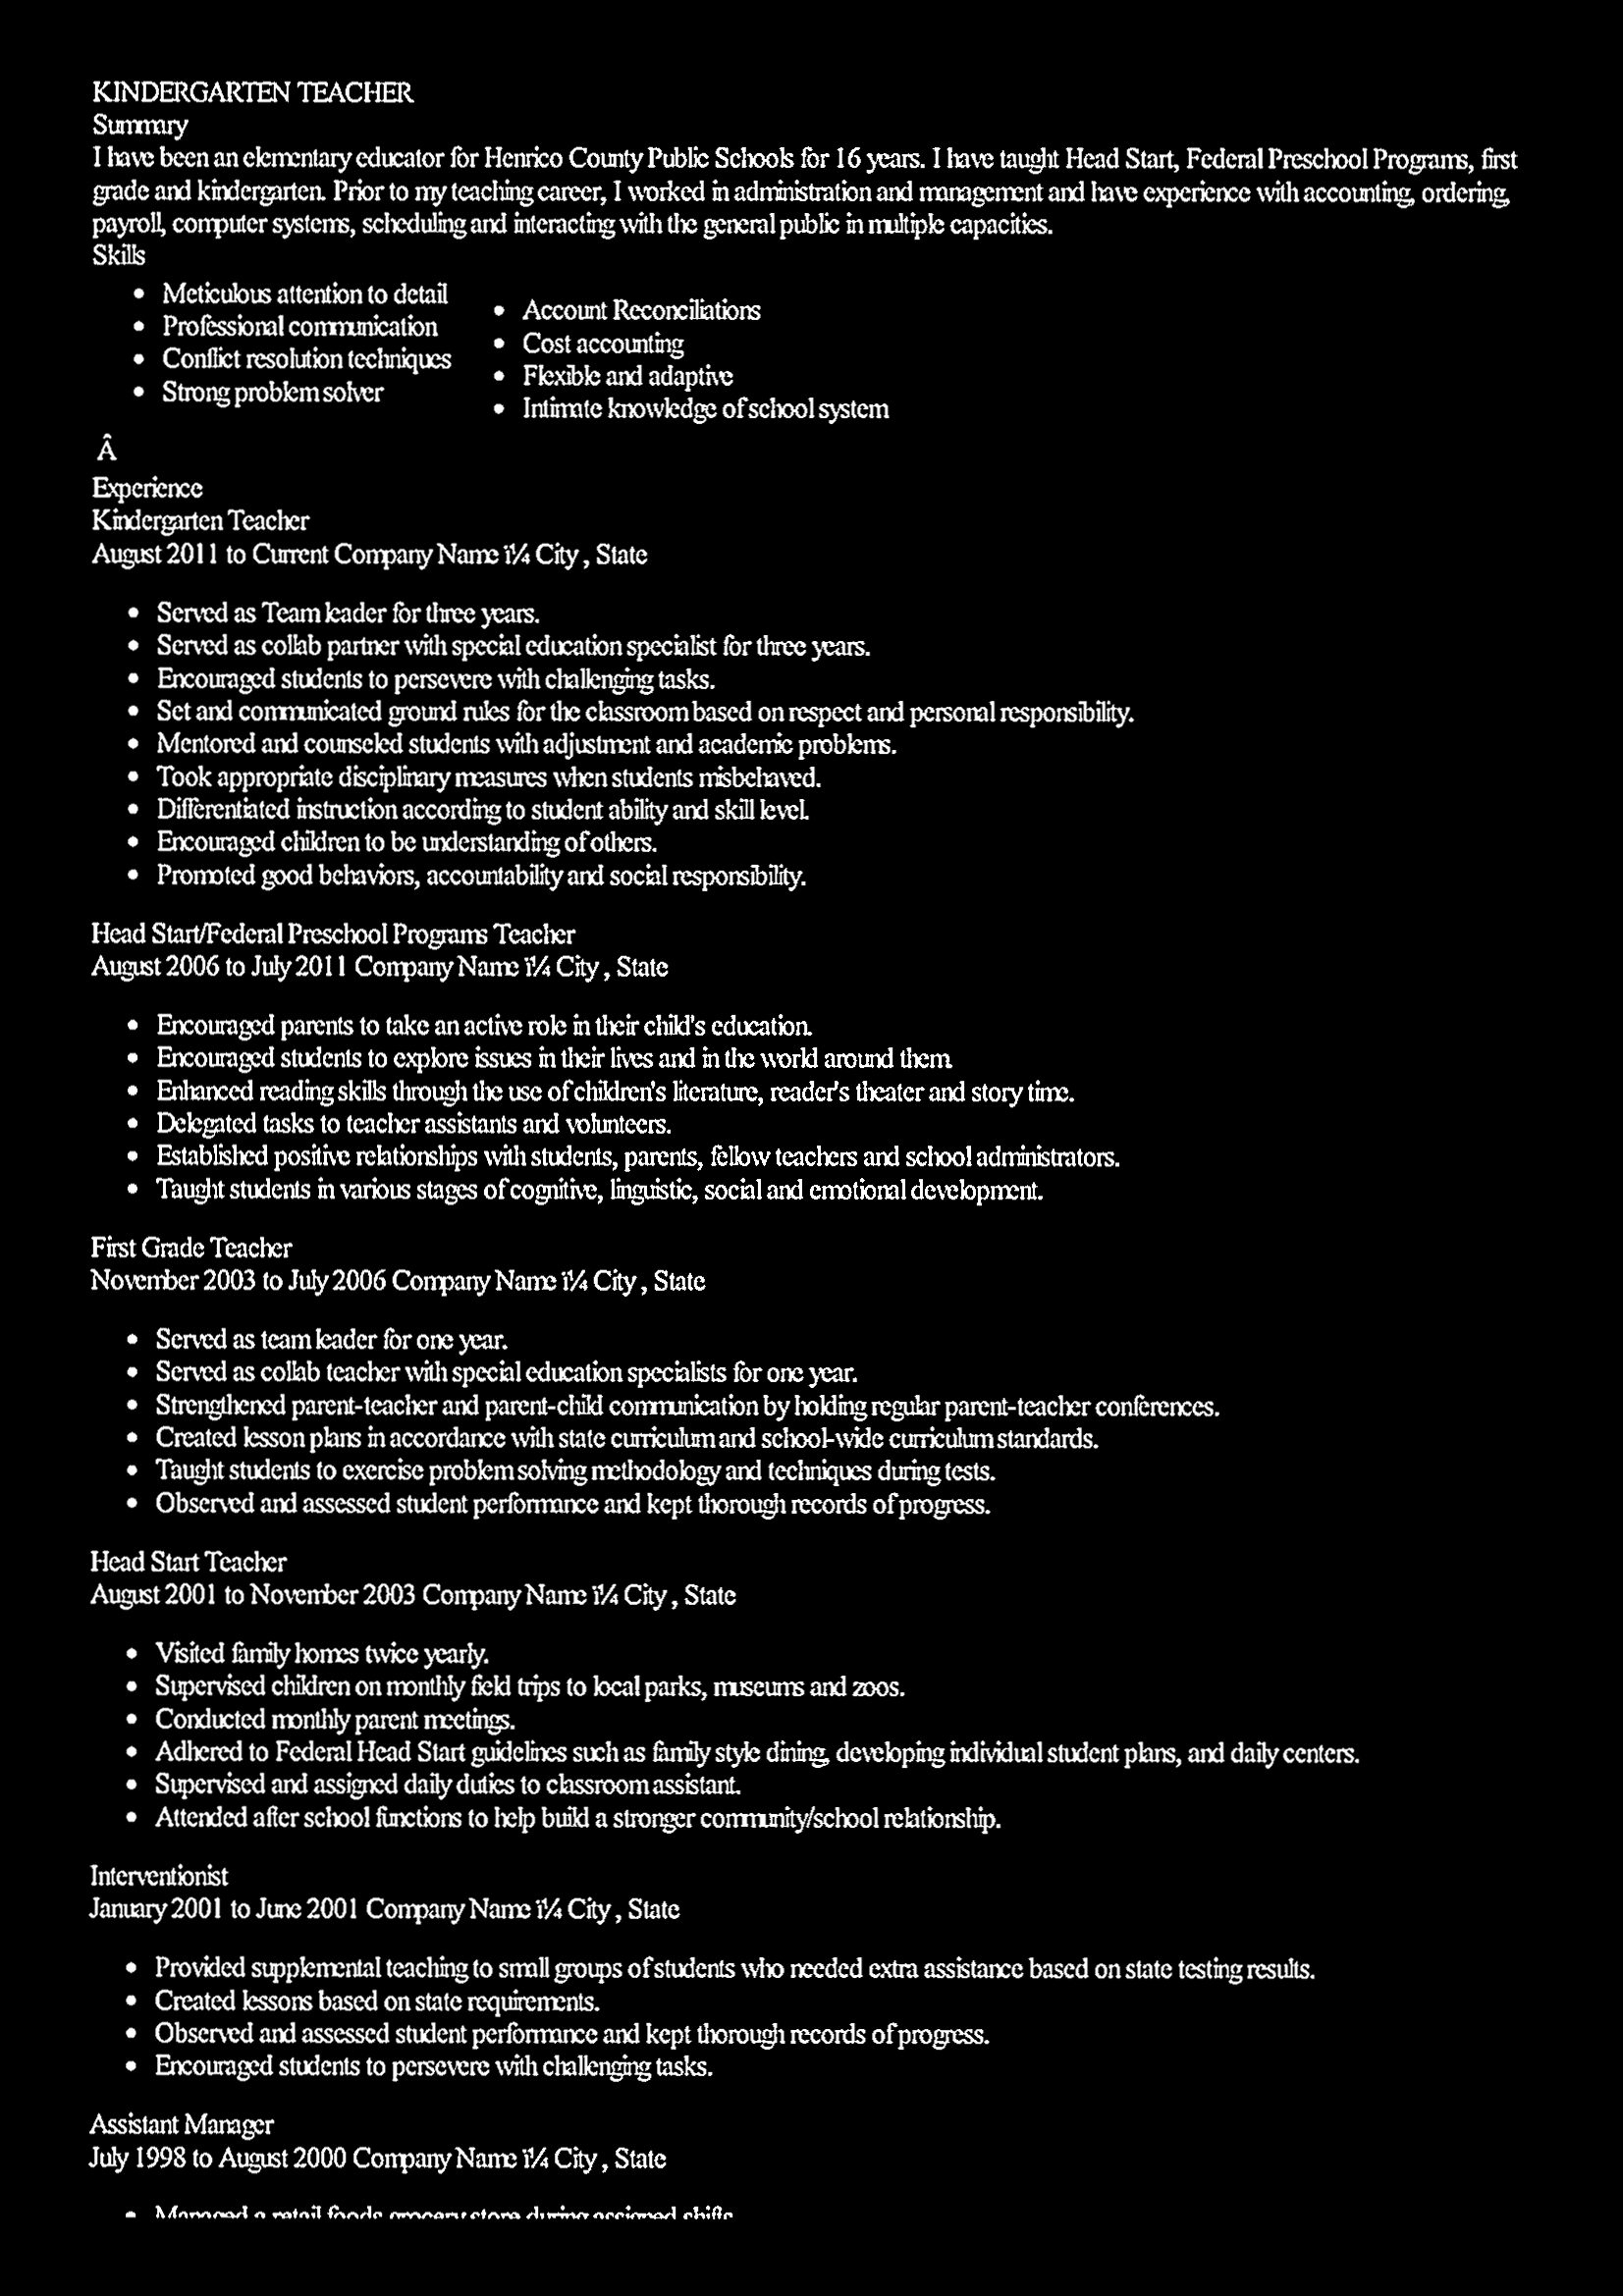 KINDERGARTEN TEACHER
Summary
I have been an elementary educator for Henrico County Public Schools for 16 years. I have taught Head Start, Federal Preschool Programs, first
grade and kindergarten. Prior to my teaching career, I worked in administration and management and have experience with accounting, ordering,
payroll, computer systems, scheduling and interacting with the general public in multiple capacities.
Skills
• Meticulous attention to detail
• Professional communication
• Conflict resolution techniques
• Strong problem solver
• Account Reconciliations
• Cost accounting
• Flexible and adaptive
• Intimate knowledge of school system
Â
Experience
Kindergarten Teacher
August 2011 to Current Company Name ï¼ City , State
• Served as Team leader for three years.
• Served as collab partner with special education specialist for three years.
• Encouraged students to persevere with challenging tasks.
• Set and communicated ground rules for the classroom based on respect and personal responsibility.
• Mentored and counseled students with adjustment and academic problems.
• Took appropriate disciplinary measures when students misbehaved.
• Differentiated instruction according to student ability and skill level.
• Encouraged children to be understanding of others.
• Promoted good behaviors, accountability and social responsibility.
Head Start/Federal Preschool Programs Teacher
August 2006 to July 2011 Company Name ï¼ City , State
• Encouraged parents to take an active role in their child's education.
• Encouraged students to explore issues in their lives and in the world around them.
• Enhanced reading skills through the use of children's literature, reader's theater and story time.
• Delegated tasks to teacher assistants and volunteers.
• Established positive relationships with students, parents, fellow teachers and school administrators.
• Taught students in various stages of cognitive, linguistic, social and emotional development.
First Grade Teacher
November 2003 to July 2006 Company Name ï¼ City , State
• Served as team leader for one year.
• Served as collab teacher with special education specialists for one year.
• Strengthened parent-teacher and parent-child communication by holding regular parent-teacher conferences.
• Created lesson plans in accordance with state curriculum and school-wide curriculum standards.
• Taught students to exercise problem solving methodology and techniques during tests.
• Observed and assessed student performance and kept thorough records of progress.
Head Start Teacher
August 2001 to November 2003 Company Name ï¼ City , State
• Visited family homes twice yearly.
• Supervised children on monthly field trips to local parks, museums and zoos.
• Conducted monthly parent meetings.
• Adhered to Federal Head Start guidelines such as family style dining, developing individual student plans, and daily centers.
• Supervised and assigned daily duties to classroom assistant.
• Attended after school functions to help build a stronger community/school relationship.
Interventionist
January 2001 to June 2001 Company Name ï¼ City , State
• Provided supplemental teaching to small groups of students who needed extra assistance based on state testing results.
• Created lessons based on state requirements.
• Observed and assessed student performance and kept thorough records of progress.
• Encouraged students to persevere with challenging tasks.
Assistant Manager
July 1998 to August 2000 Company Name ï¼ City , State
• Managed a retail foods grocery store during assigned shifts